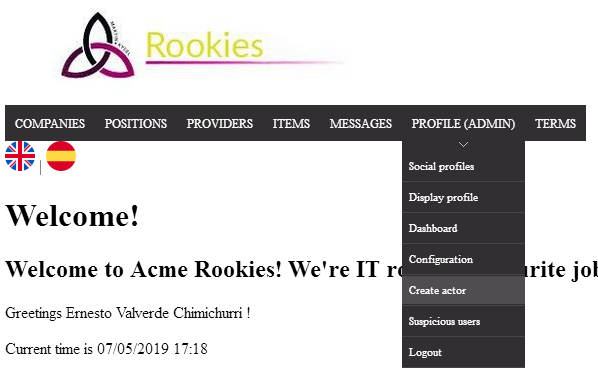 Rookies
COMPANIES POSITIONS PROVIDERS ITEMS MESSAGES PROFILE (ADMIN) TERMS
|
Social profiles
Display profile
Dashboard
Configuration
Create actor
Suspicious users
Logout
Welcome!
Welcome to Acme Rookies! We're IT ro urite job
Greetings Ernesto Valverde Chimichurri !
Current time is 07/05/2019 17:18